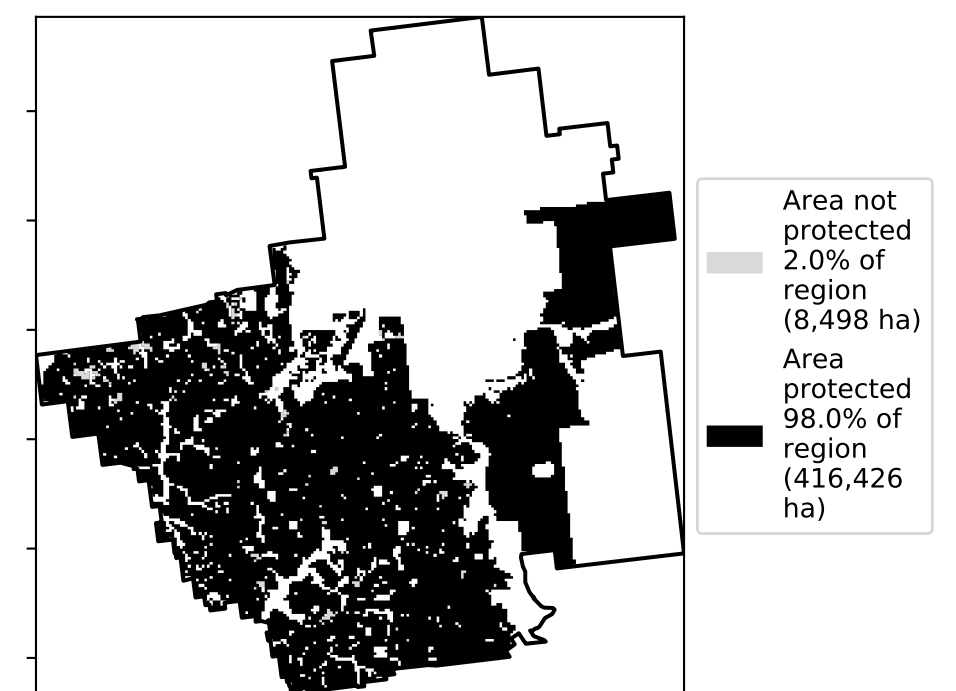 Area not
protected
2.0% of
region
(8,498 ha)
Area
protected
98.0% of
region
(416,426
ha)